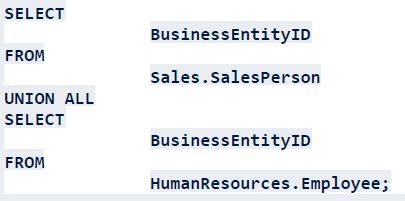 SELECT
BusinessEntityID
FROM
Sales.SalesPerson
UNION ALL
SELECT
BusinessEntityID
FROM
HumanResources.Employee;